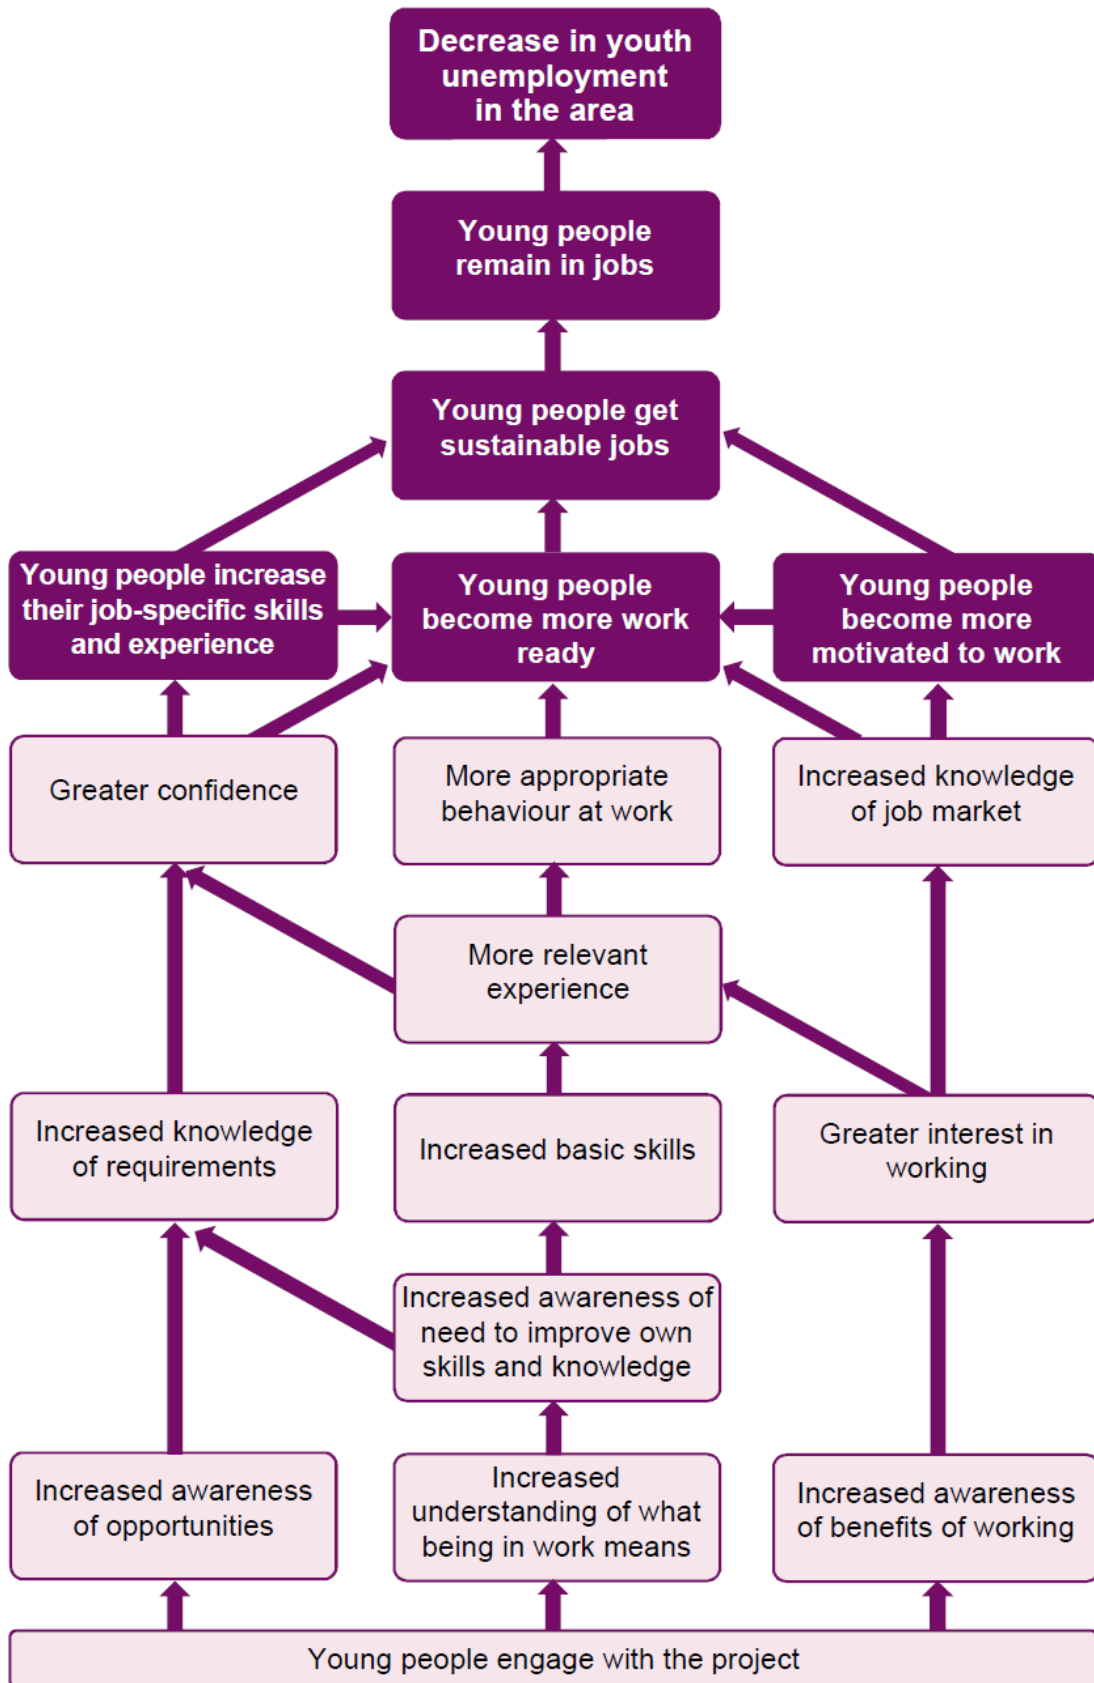 Decrease in youth
unemployment
in the area
Young people
remain in jobs
Young people get
sustainable jobs
Young people increase
their job-specific skills
and experience
Young people
become more work
ready
Young people
become more
motivated to work
Greater confidence
More appropriate
behaviour at work
Increased knowledge
of job market
More relevant
experience
Increased knowledge
of requirements
Increased basic skills
Greater interest in
working
Increased awareness of
need to improve own
skills and knowledge
Increased awareness
of opportunities
Increased
understanding of what
being in work means
Increased awareness
of benefits of working
Young people engage with the project